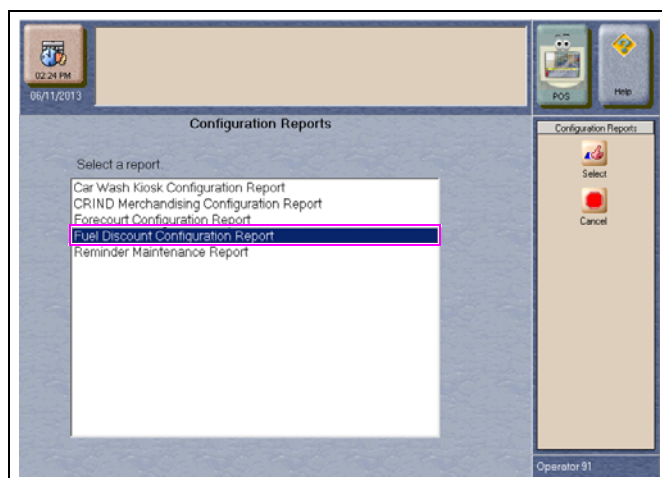 02:24 PM
06/11/2013
POS
Help
Configuration Reports
Select a report.
Car Wash Kiosk Configuration Report
CRIND Merchandising Configuration Report
Forecourt Configuration Report
Fuel Discount Configuration Report
Reminder Maintenance Report
Configuration Reports
Select
Cancel
Operator 91